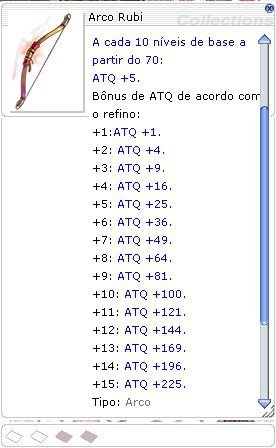 Arco Rubi
Collections
A cada 10 níveis de base a
partir do 70:
ATQ +5.
Bônus de ATQ de acordo com
o refino:
+1:ATQ +1.
+2: ATQ +4.
+3: ATQ +9.
+4: ATQ +16.
+5: ATQ +25.
+6: ATQ +36.
+7: ATQ +49.
+8: ATQ +64.
+9: ATQ +81.
+10: ATQ +100.
+11: ATQ +121.
+12: ATQ +144.
+13: ATQ +169.
+14: ATQ +196.
+15: ATQ +225.
Tipo: Arco